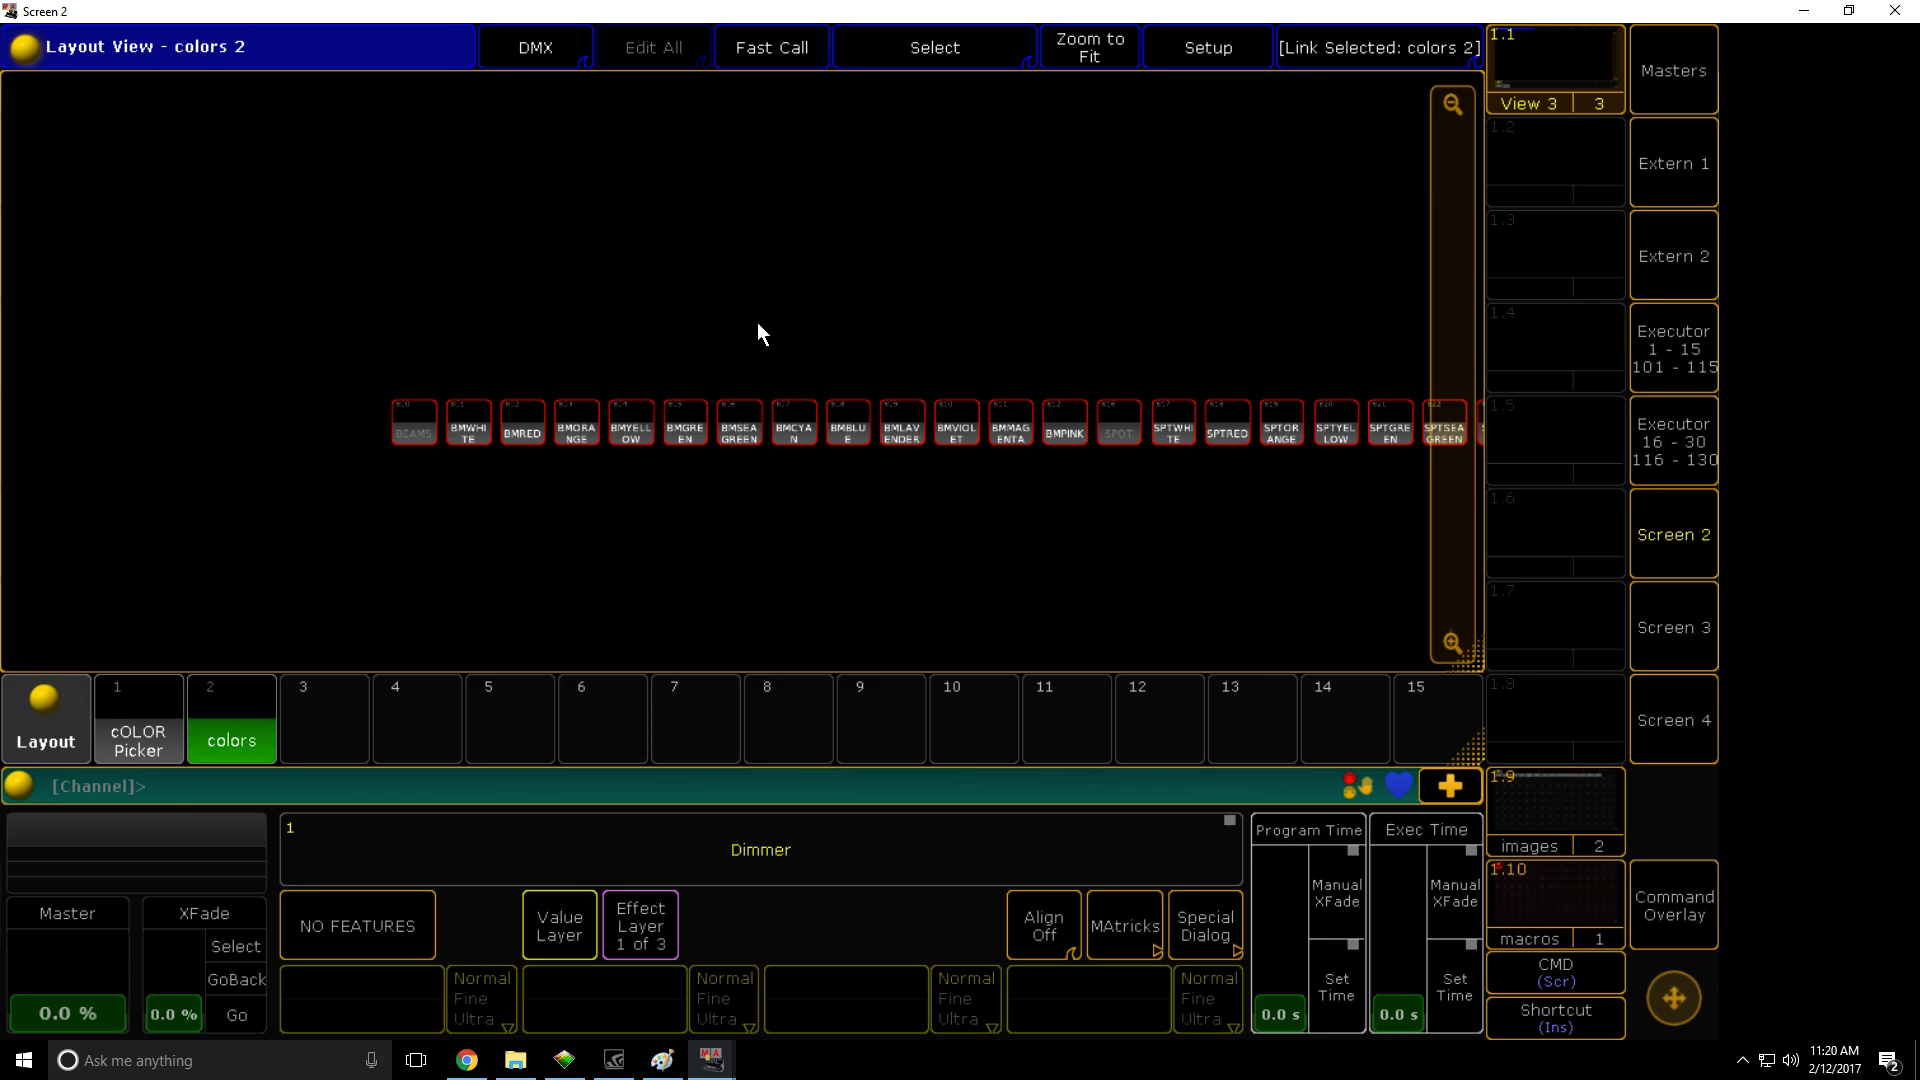 Screen 2
Layout View - colors 2
DMX
Edit All
Fast Call
Select
Zoom to
Fit
Setup
[Link Selected: colors 2]
1.1
View 3 3
Masters
1.2
Extern 1
1.3
Extern 2
1.4
Executor
1 - 15
101 - 115
1.5
Executor
16 - 30
116 - 130
1.6
Screen 2
1.7
Screen 3
1.8
Screen 4
BEAMS
BMWHI
TE
BMRED
BMORA
NGE
BMYELL
OW
BMGRE
EN
BMSEA
GREEN
BMCYA
N
BMBLU
E
BMLAV
ENDER
BMVIOL
ET
BMMAG
ENTA
BMPINK
SPOT
SPTWHI
TE
SPTRED
SPTOR
ANGE
SPTYEL
LOW
SPTGRE
EN
SPTSEA
GREEN
Layout
1
cOLOR
Picker
2
colors
3 4 5 6 7 8 9 10 11 12 13 14 15
[Channel]>
1.9
images 2
1.10
macros 1
Command
Overlay
CMD
(Scr)
Shortcut
(Ins)
1
Dimmer
Program Time
Manual
XFade
Set
Time
0.0 s
Exec Time
Manual
XFade
Set
Time
0.0 s
Master
0.0 %
XFade
Select
GoBack
0.0 % Go
NO FEATURES
Value
Layer
Effect
Layer
1 of 3
Align
Off
MAtricks
Special
Dialog
Normal
Fine
Ultra
Normal
Fine
Ultra
Normal
Fine
Ultra
Normal
Fine
Ultra
Ask me anything
11:20 AM
2/12/2017
2